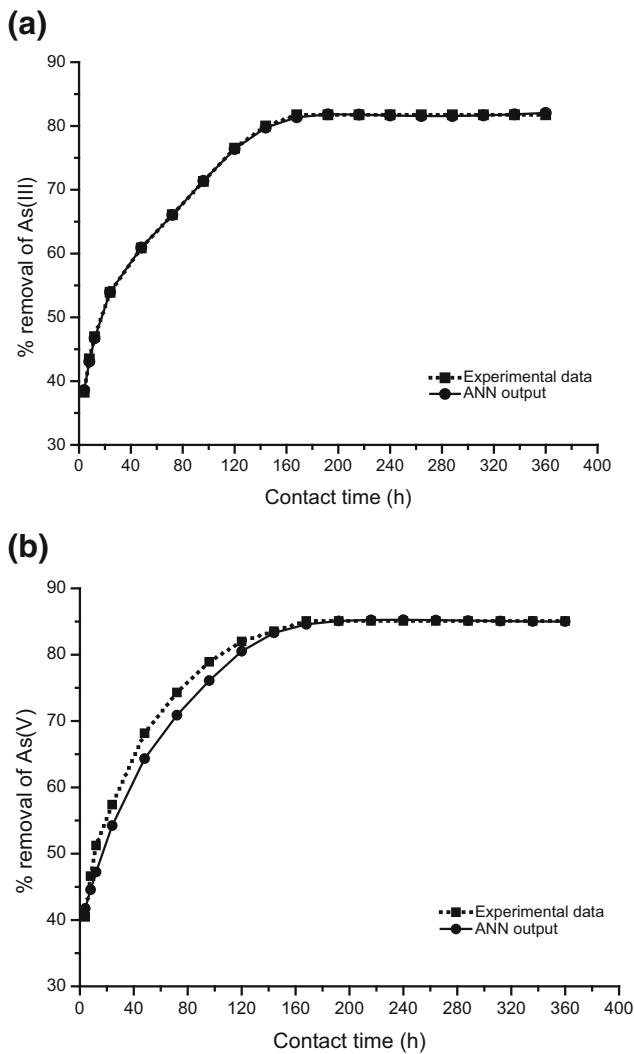 (a)
90
80
70
60
50
40
30
% removal of As(III)
Experimental data
ANN output
0 40 80 120 160 200 240 280 320 360 400
Contact time (h)
(b)
90
80
70
60
50
40
30
% removal of As(V)
Experimental data
ANN output
0 40 80 120 160 200 240 280 320 360 400
Contact time (h)